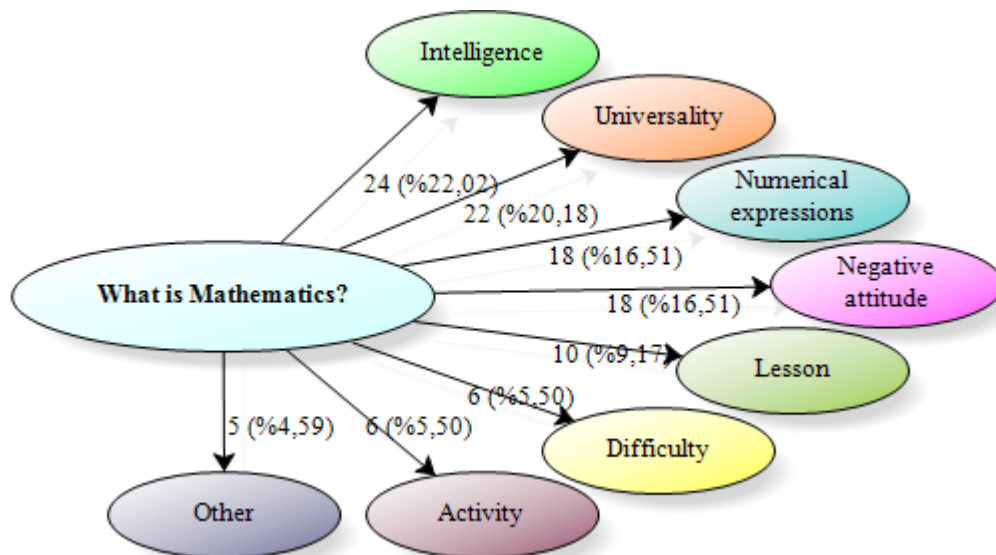 Intelligence
Universality
24 (%22,02)
Numerical
expressions
22 (%20,18)
18 (%16,51)
Negative
attitude
What is Mathematics?
18 (%16,51)
10 (%9,17)
Lesson
6 (%5,50)
5 (%4,59)
6 (%5,50)
Difficulty
Other
Activity